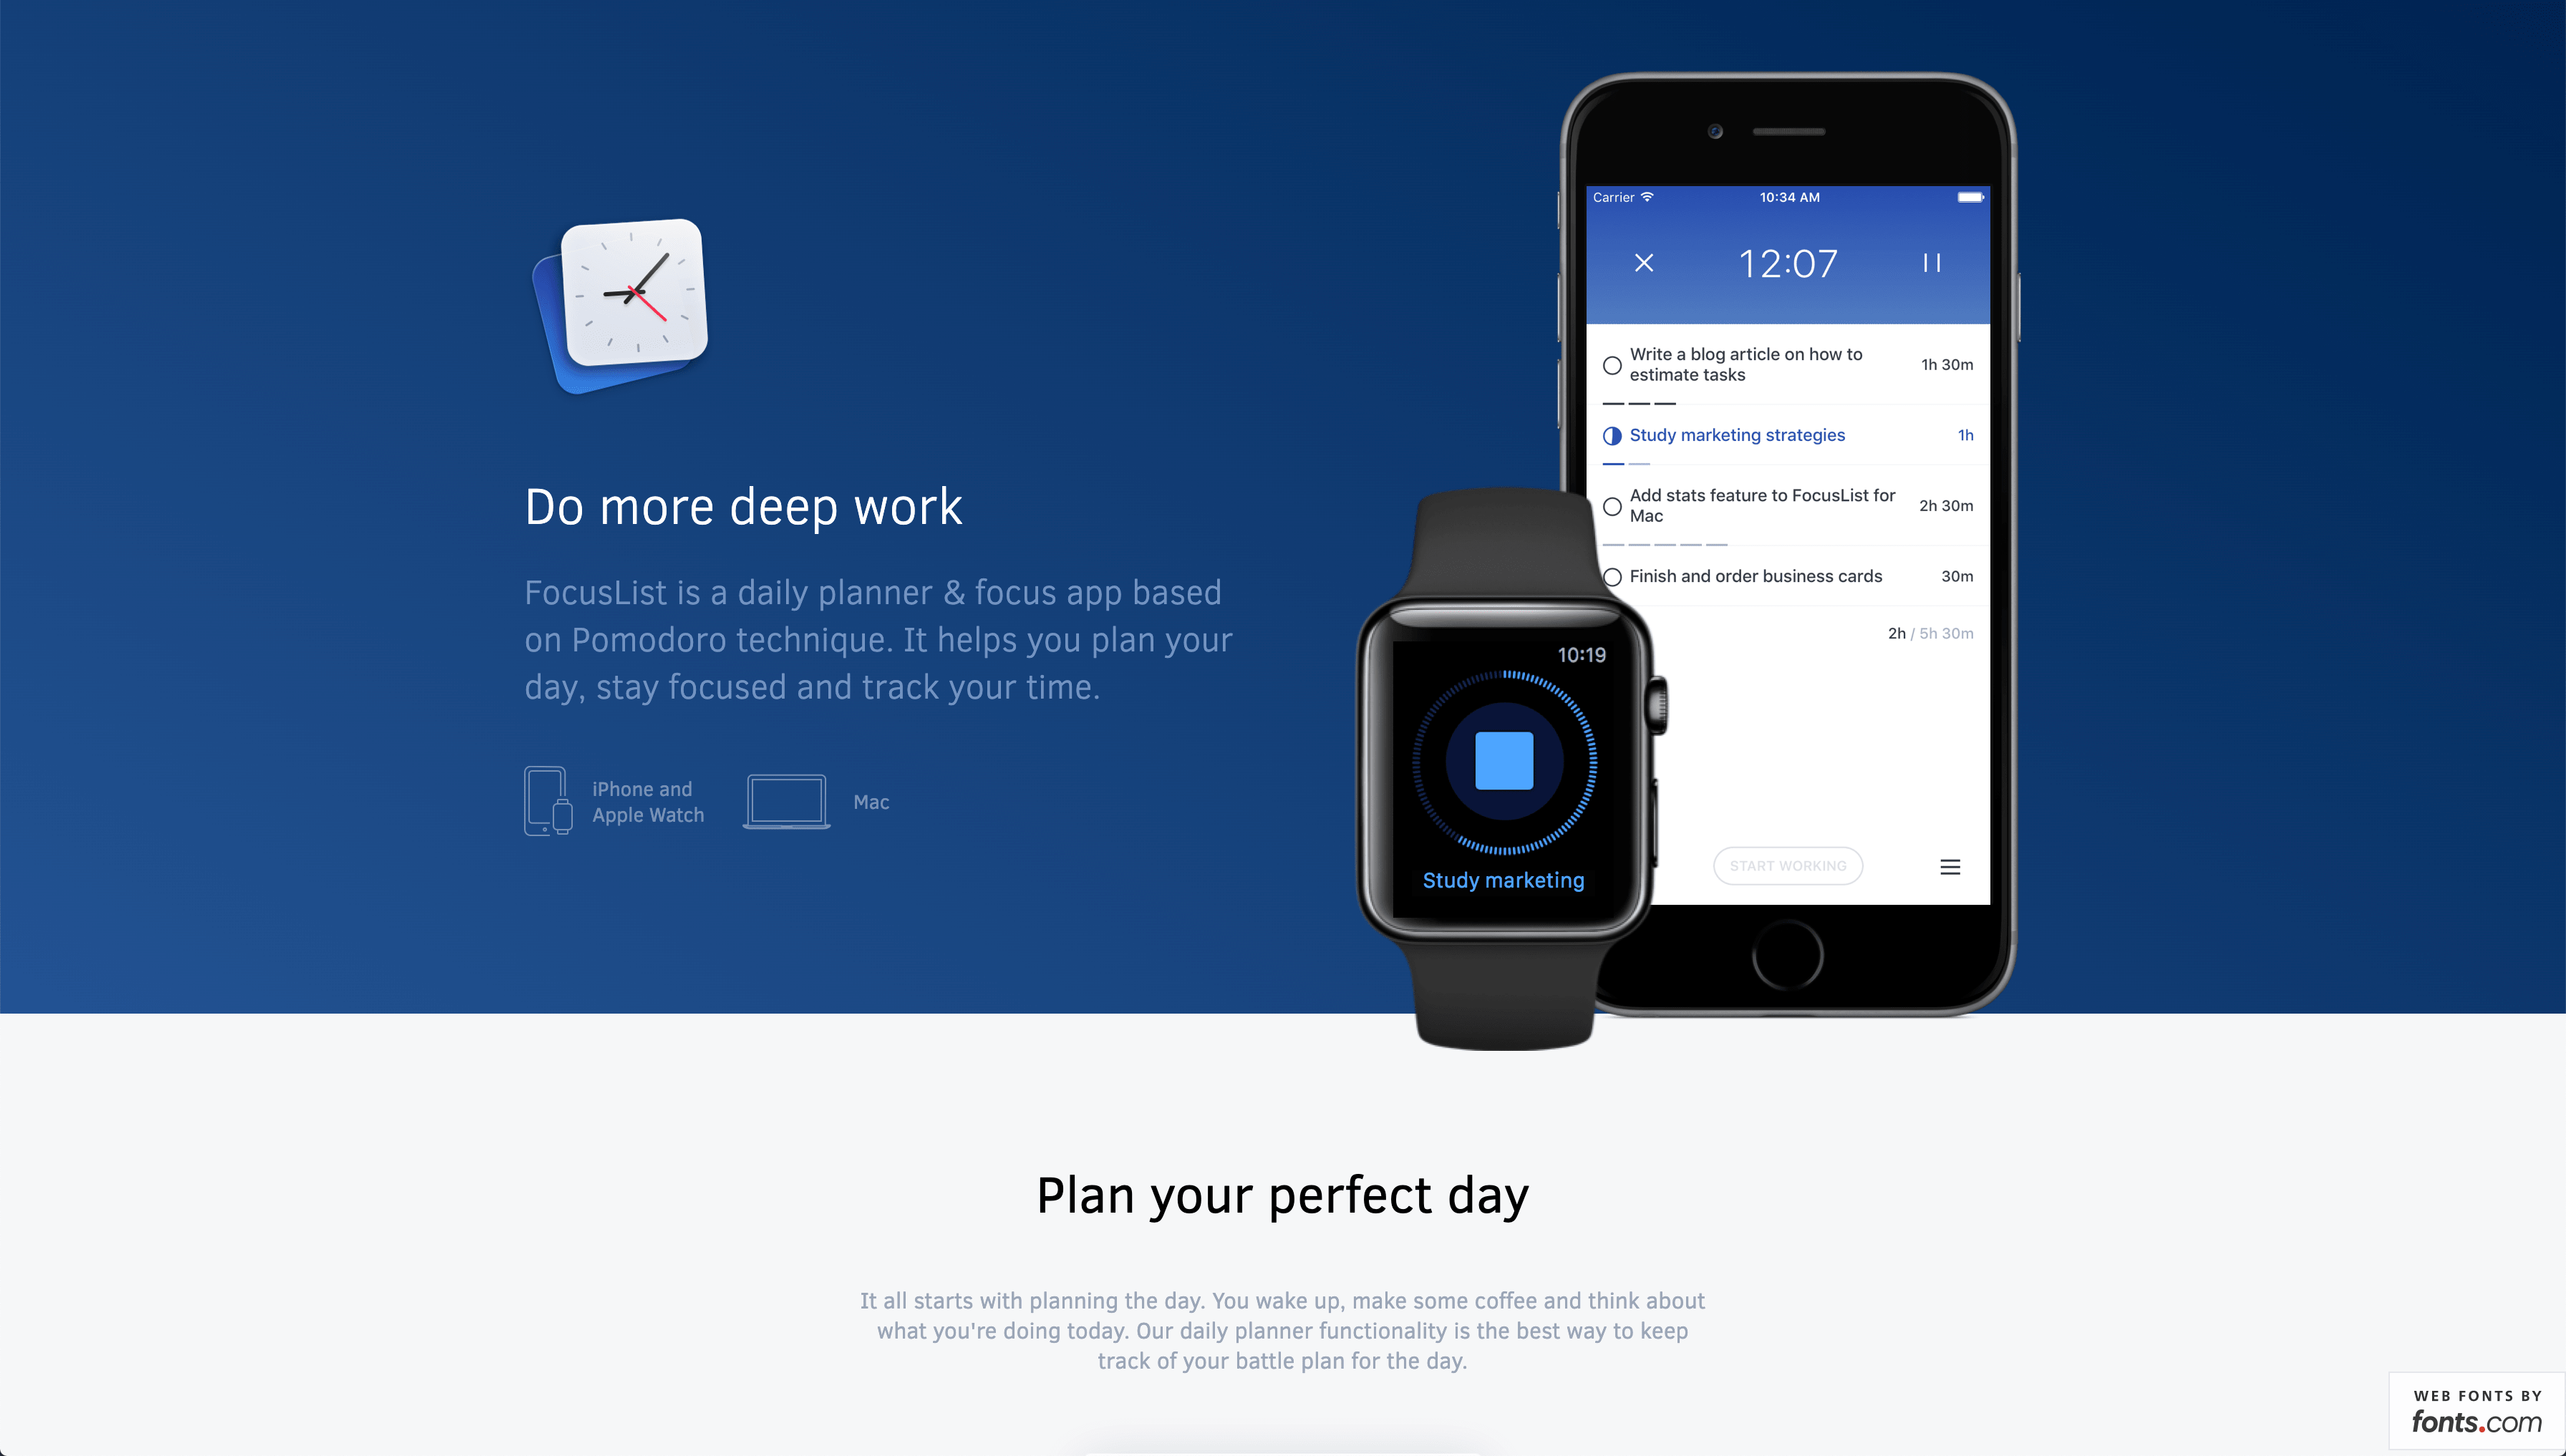 Do more deep work
FocusList is a daily planner & focus app based
on Pomodoro technique. It helps you plan your
day, stay focused and track your time.
iPhone and
Apple Watch
Mac
Carrier
10:34 AM
12:07
Write a blog article on how to
estimate tasks
1h 30m
Study marketing strategies
1h
Add stats feature to FocusList for
Mac
2h 30m
Finish and order business cards
30m
2h / 5h 30m
START WORKING
10:19
Study marketing
Plan your perfect day
It all starts with planning the day. You wake up, make some coffee and think about
what you're doing today. Our daily planner functionality is the best way to keep
track of your battle plan for the day.
WEB FONTS BY
fonts.com